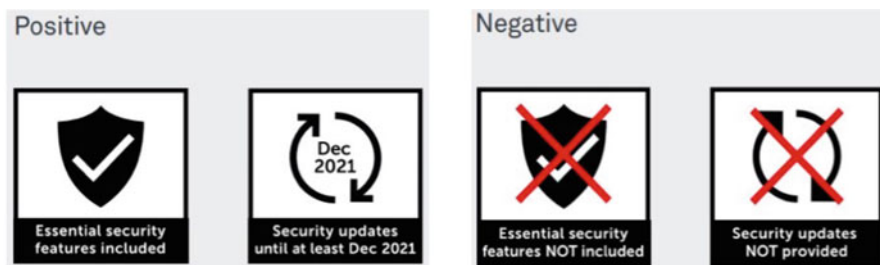 Positive
Dec
2021
Essential security
features included
Security updates
until at least Dec 2021
Negative
Essential security
features NOT included
Security updates
NOT provided